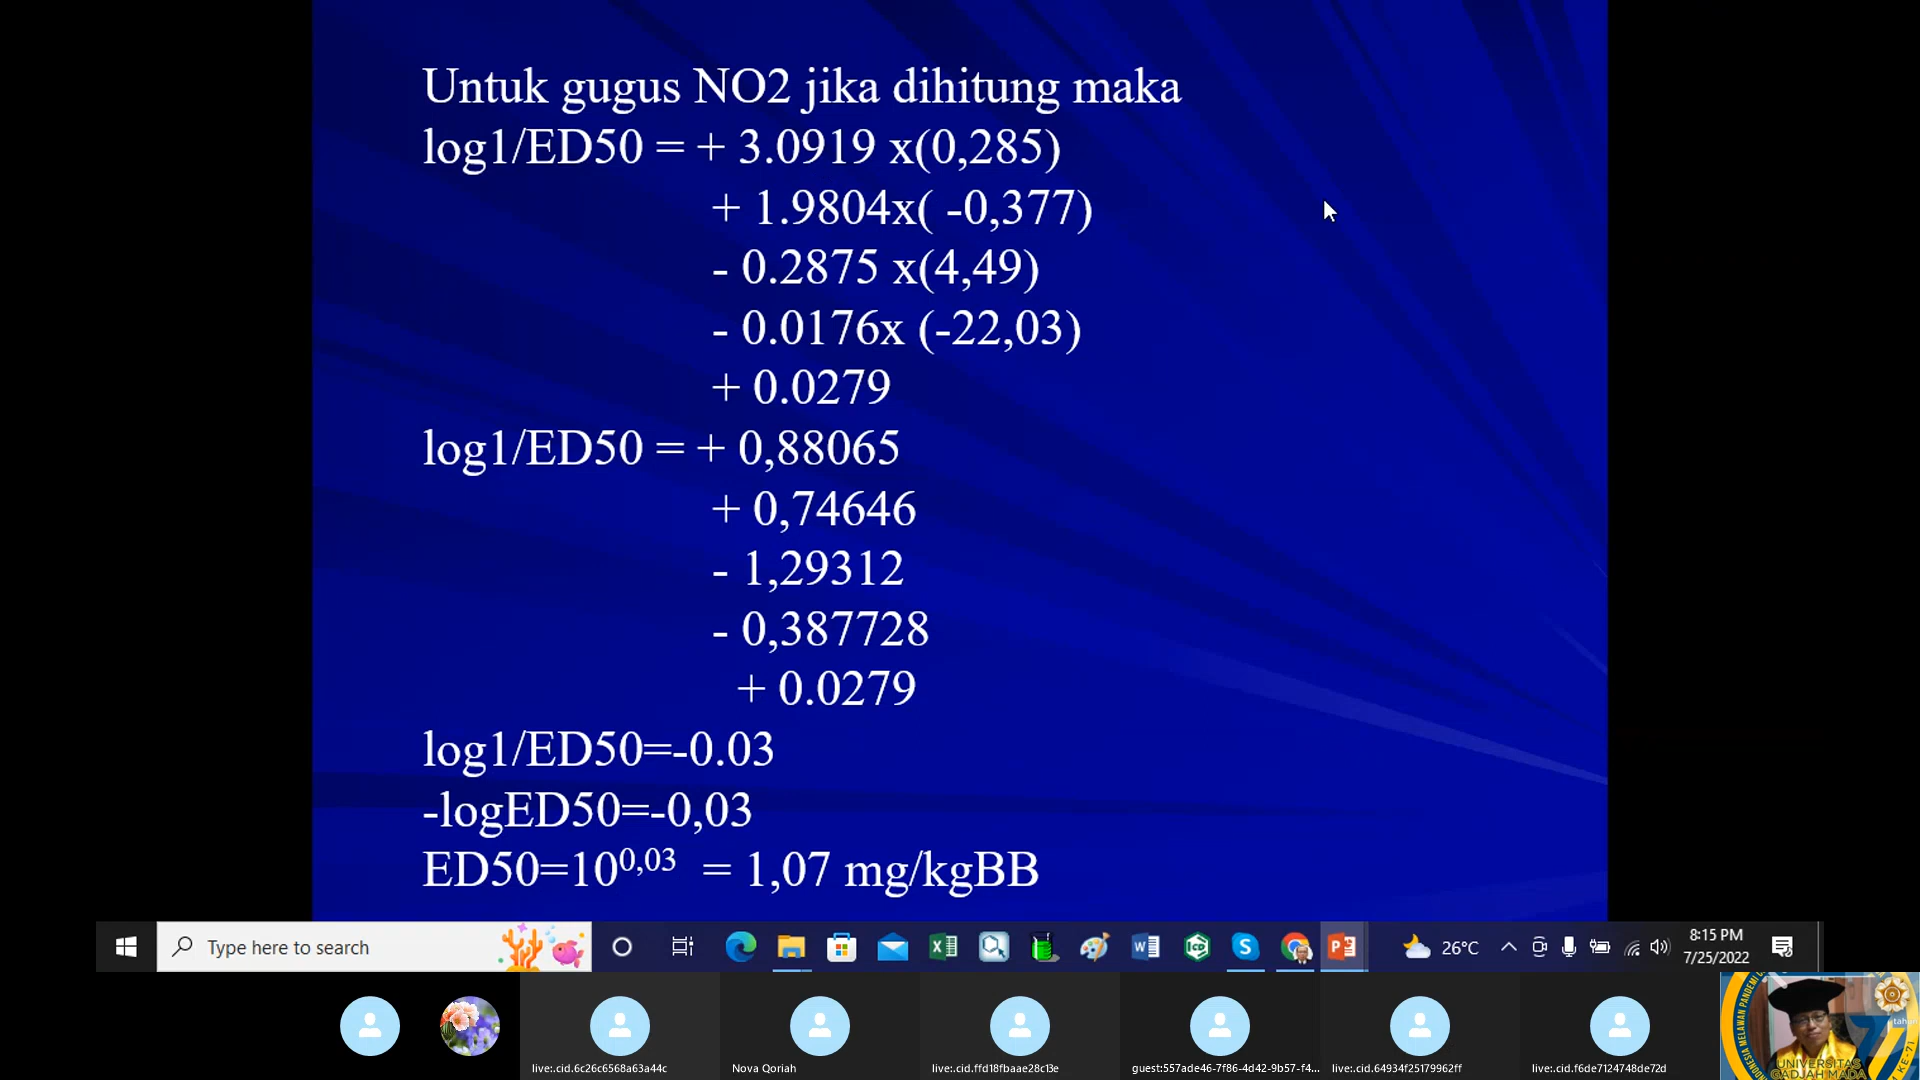 Untuk gugus NO2 jika dihitung maka
log1/ED50 = + 3.0919 x(0,285)
+ 1.9804x( -0,377)
- 0.2875 x(4,49)
- 0.0176x (-22,03)
+ 0.0279
log1/ED50 = + 0,88065
+ 0,74646
- 1,29312
- 0,387728
+ 0.0279
log1/ED50=-0.03
-logED50=-0,03
ED50=10^0,03 = 1,07 mg/kgBB
Type here to search
26°C
8:15 PM
7/25/2022
live:.cid.6c26c6568a63a44c
Nova Qoriah
live:.cid.ffd18fbaae28c13e
guest:557ade46-7f86-4d42-9b57-f4...
live:.cid.64934f25179962ff
live:.cid.f6de7124748de72d
UNIVERSITAS
GADJAH MADA